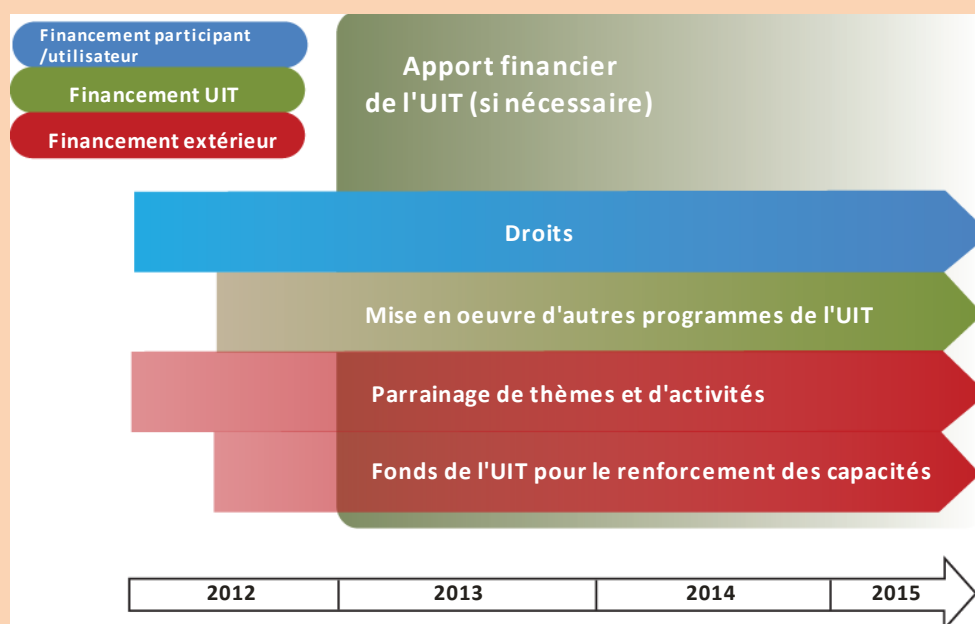 Financement participant
/utilisateur
Financement UIT
Financement extérieur
Apport financier
de l'UIT (si nécessaire)
Droits
Mise en oeuvre d'autres programmes de l'UIT
Parrainage de thèmes et d'activités
Fonds de l'UIT pour le renforcement des capacités
2012 2013 2014 2015